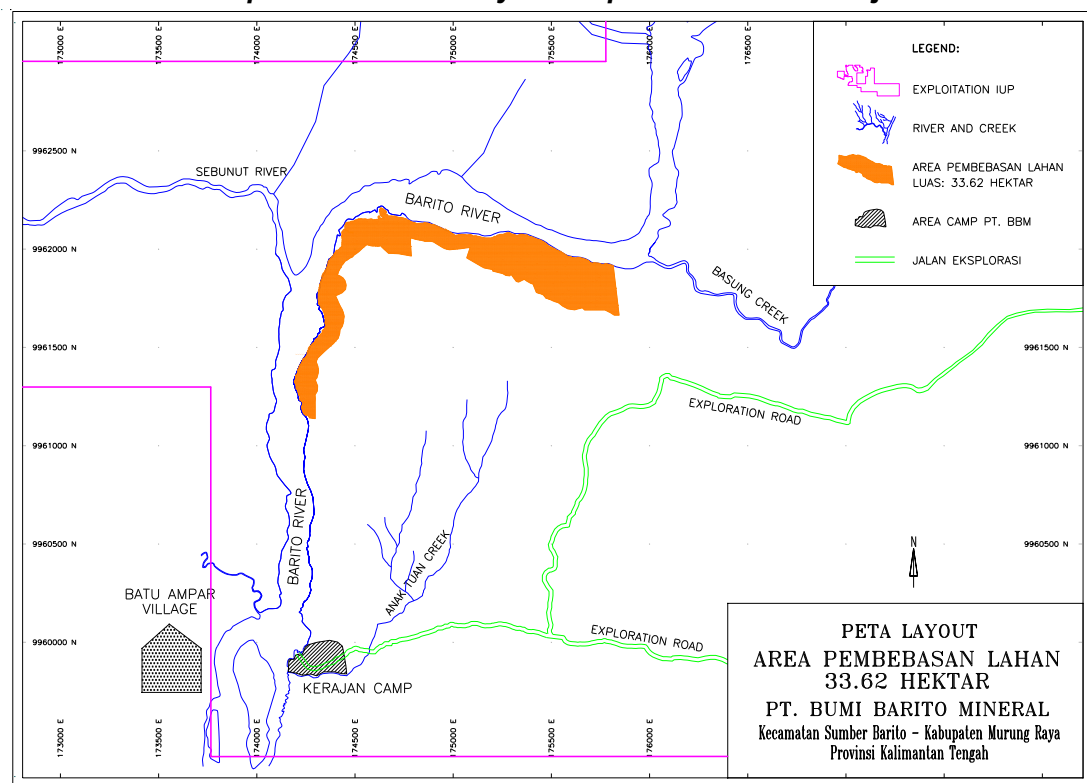 173000 E
173500 E
174000 E
174500 E
175000 E
175500 E
176000 E
176500 E
LEGEND:
EXPLOITATION IUP
RIVER AND CREEK
AREA PEMBEBASAN LAHAN
LUAS: 33.62 HEKTAR
AREA CAMP PT. BBM
JALAN EKSPLORASI
9962500 N
9962500 N
SEBUNUT RIVER
BARITO RIVER
9962000 N
9962000 N
BASUNG CREEK
9961500 N
9961500 N
EXPLORATION ROAD
9961000 N
9961000 N
BARITO RIVER
9960500 N
9960500 N
N
ANAK TUAN CREEK
BATU AMPAR
VILLAGE
9960000 N
EXPLORATION ROAD
KERAJAN CAMP
173000 E
173500 E
174000 E
174500 E
175000 E
175500 E
176000 E
PETA LAYOUT
AREA PEMBEBASAN LAHAN
33.62 HEKTAR
PT. BUMI BARITO MINERAL
Kecamatan Sumber Barito - Kabupaten Murung Raya
Provinsi Kalimantan Tengah